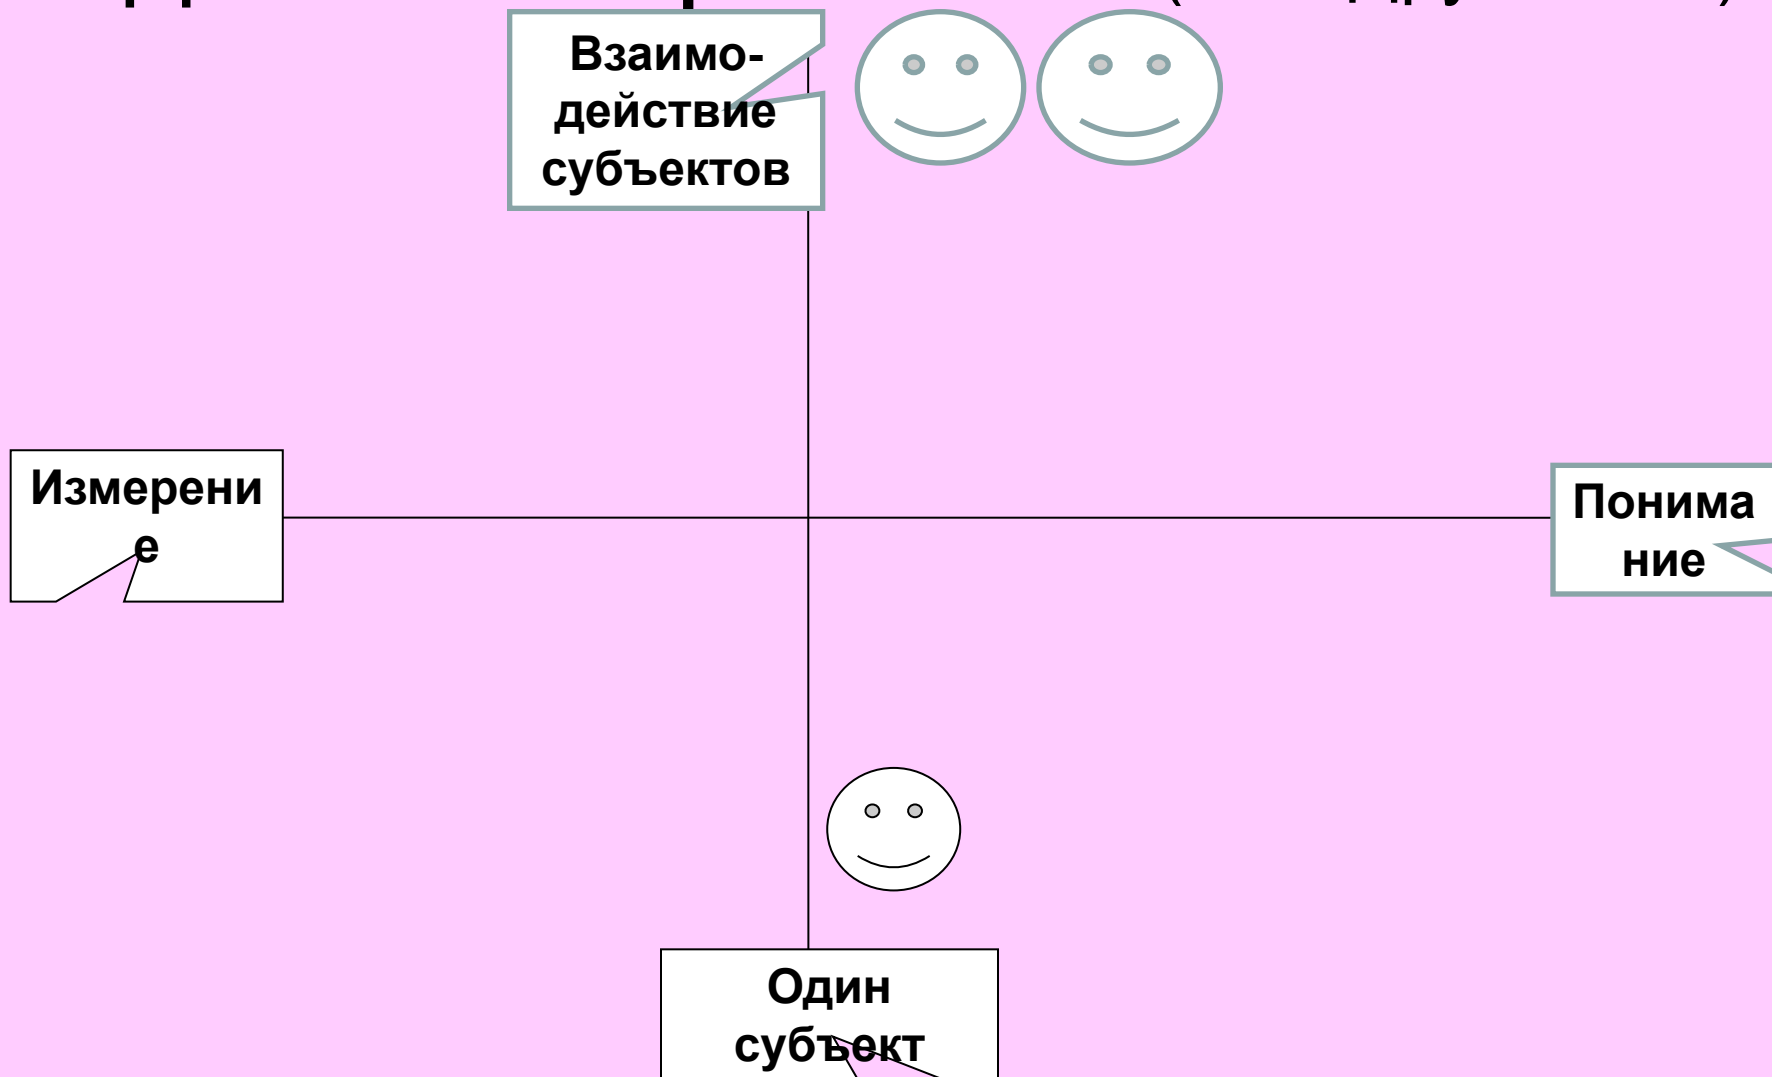 Взаимо-
действие
субъектов
Измерени
е
Понима
ние
Один
субъект